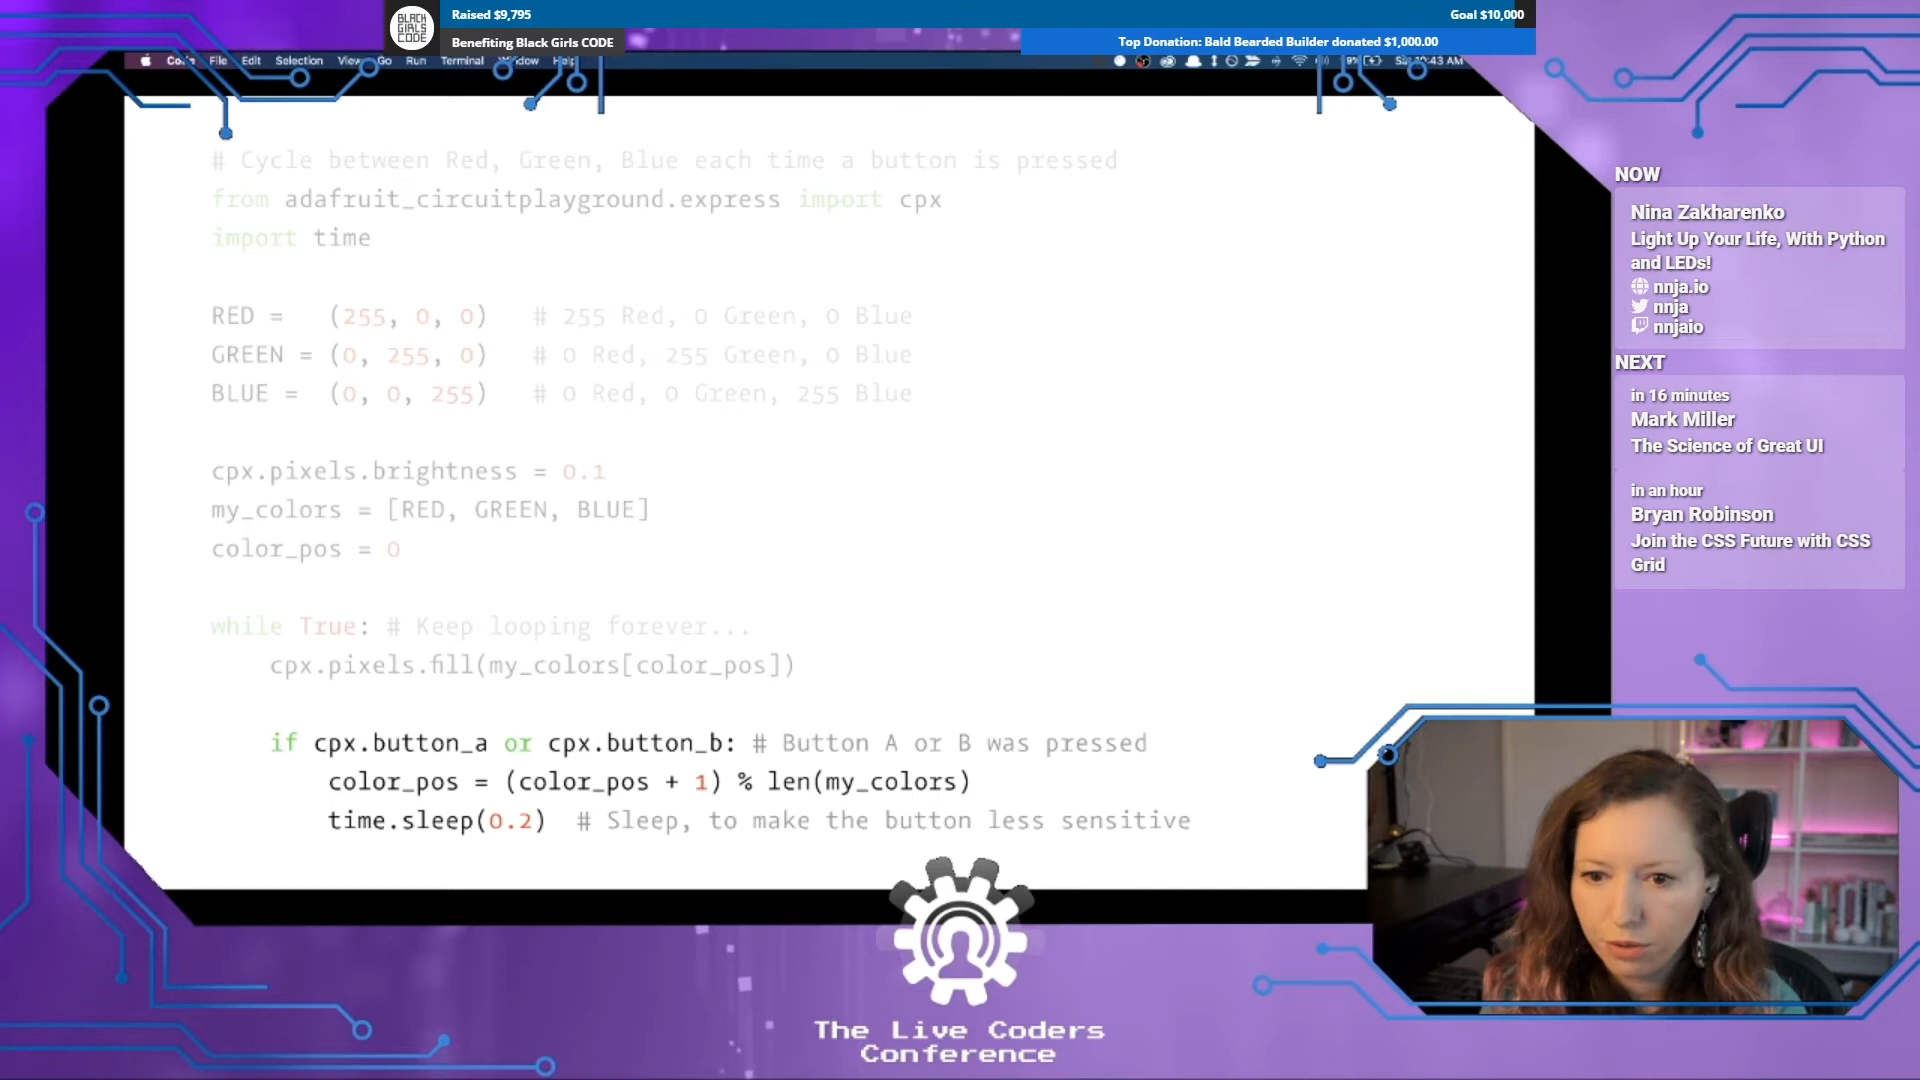 BLACK
GIRLS
CODE
Raised $9,795
Goal $10,000
Benefiting Black Girls CODE
Top Donation: Bald Bearded Builder donated $1,000.00
Code File Edit Selection View Go Run Terminal Window Help
# Cycle between Red, Green, Blue each time a button is pressed
from adafruit_circuitplayground.express import cpx
import time
RED = (255, 0, 0) # 255 Red, 0 Green, 0 Blue
GREEN = (0, 255, 0) # 0 Red, 255 Green, 0 Blue
BLUE = (0, 0, 255) # 0 Red, 0 Green, 255 Blue
cpx.pixels.brightness = 0.1
my_colors = [RED, GREEN, BLUE]
color_pos = 0
while True: # Keep looping forever...
cpx.pixels.fill(my_colors[color_pos])
if cpx.button_a or cpx.button_b: # Button A or B was pressed
color_pos = (color_pos + 1) % len(my_colors)
time.sleep(0.2) # Sleep, to make the button less sensitive
NOW
Nina Zakharenko
Light Up Your Life, With Python
and LEDs!
nnja.io
nnja
nnjaio
NEXT
in 16 minutes
Mark Miller
The Science of Great UI
in an hour
Bryan Robinson
Join the CSS Future with CSS
Grid
The Live Coders
Conference